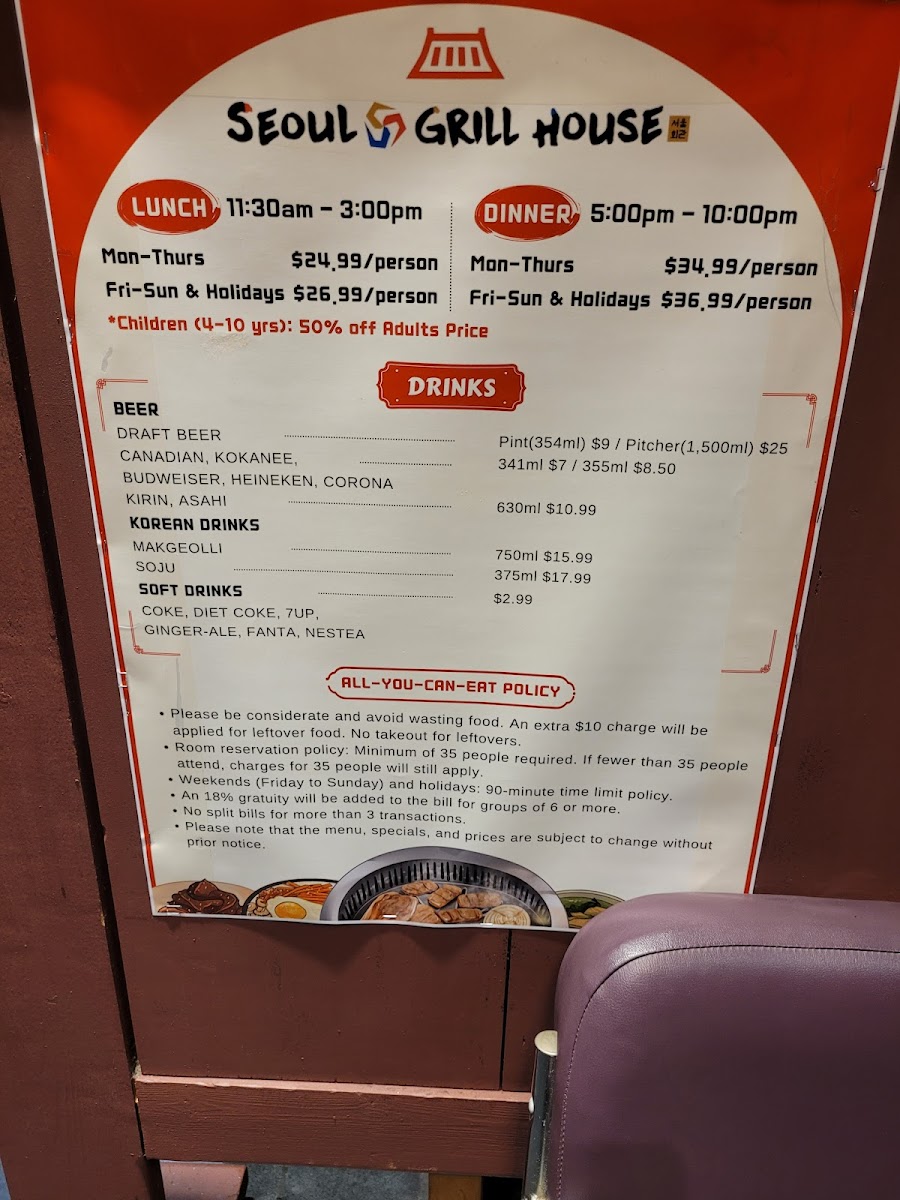 SEOUL GRILL HOUSE 서울 회관
LUNCH 11:30am - 3:00pm
Mon-Thurs $24.99/person
Fri-Sun & Holidays $26.99/person
*Children (4-10 yrs): 50% off Adults Price
DINNER 5:00pm - 10:00pm
Mon-Thurs $34.99/person
Fri-Sun & Holidays $36.99/person
DRINKS
BEER
DRAFT BEER Pint(354ml) $9 / Pitcher(1,500ml) $25
CANADIAN, KOKANEE, 341ml $7 / 355ml $8.50
BUDWEISER, HEINEKEN, CORONA
KIRIN, ASAHI 630ml $10.99
KOREAN DRINKS
MAKGEOLLI 750ml $15.99
SOJU 375ml $17.99
SOFT DRINKS $2.99
COKE, DIET COKE, 7UP,
GINGER-ALE, FANTA, NESTEA
ALL-YOU-CAN-EAT POLICY
• Please be considerate and avoid wasting food. An extra $10 charge will be
applied for leftover food. No takeout for leftovers.
• Room reservation policy: Minimum of 35 people required. If fewer than 35 people
attend, charges for 35 people will still apply.
• Weekends (Friday to Sunday) and holidays: 90-minute time limit policy.
• An 18% gratuity will be added to the bill for groups of 6 or more.
• No split bills for more than 3 transactions.
• Please note that the menu, specials, and prices are subject to change without
prior notice.